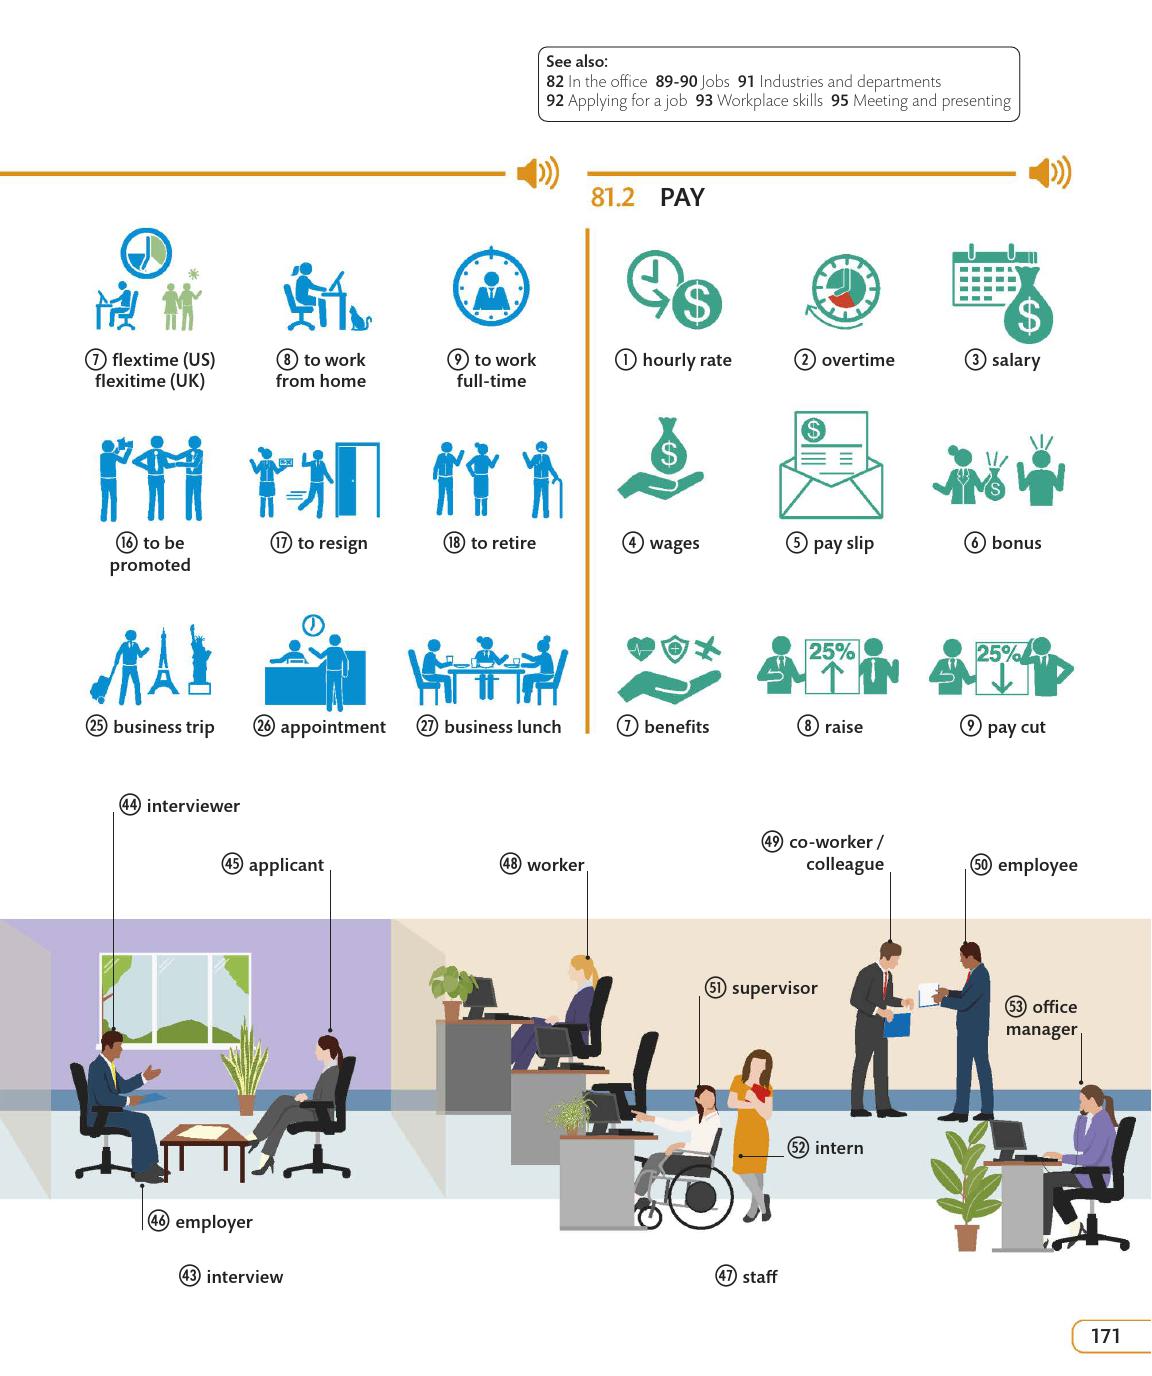 See also:
82 In the office 89-90 Jobs 91 Industries and departments
92 Applying for a job 93 Workplace skills 95 Meeting and presenting
81.2 PAY
7 flextime (US)
flexitime (UK)
8 to work
from home
9 to work
full-time
16 to be
promoted
17 to resign
18 to retire
25 business trip
26 appointment
27 business lunch
$
1 hourly rate
2 overtime
$
3 salary
$
4 wages
$
5 pay slip
$
6 bonus
7 benefits
25%
8 raise
25%
9 pay cut
44 interviewer
45 applicant
46 employer
43 interview
48 worker
49 co-worker /
colleague
50 employee
51 supervisor
53 office
manager
52 intern
47 staff
171